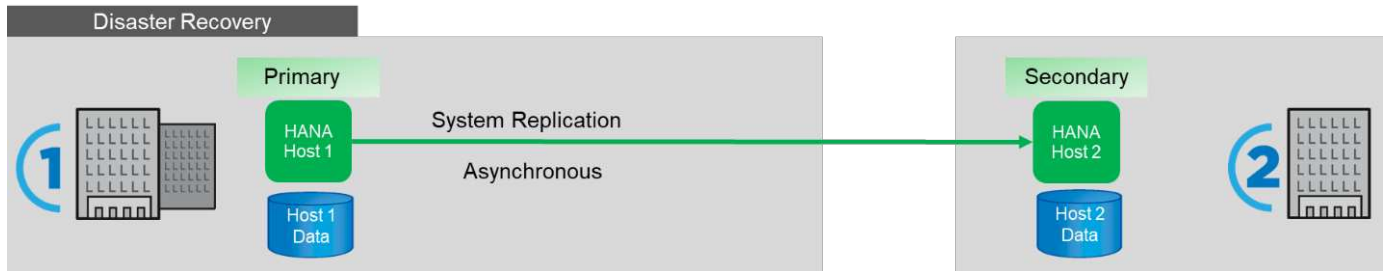 Disaster Recovery
Primary
Secondary
1
HANA
Host 1
System Replication
Asynchronous
HANA
Host 2
2
Host 1
Data
Host 2
Data